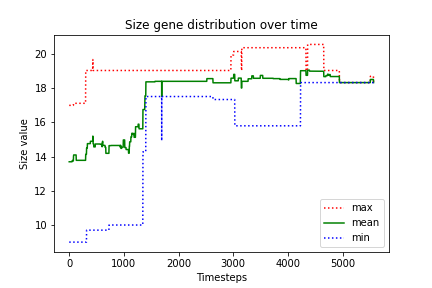 Size gene distribution over time
Size value
20
18
16
14
12
10
0
1000
2000
3000
4000
5000
Timesteps
max
mean
min